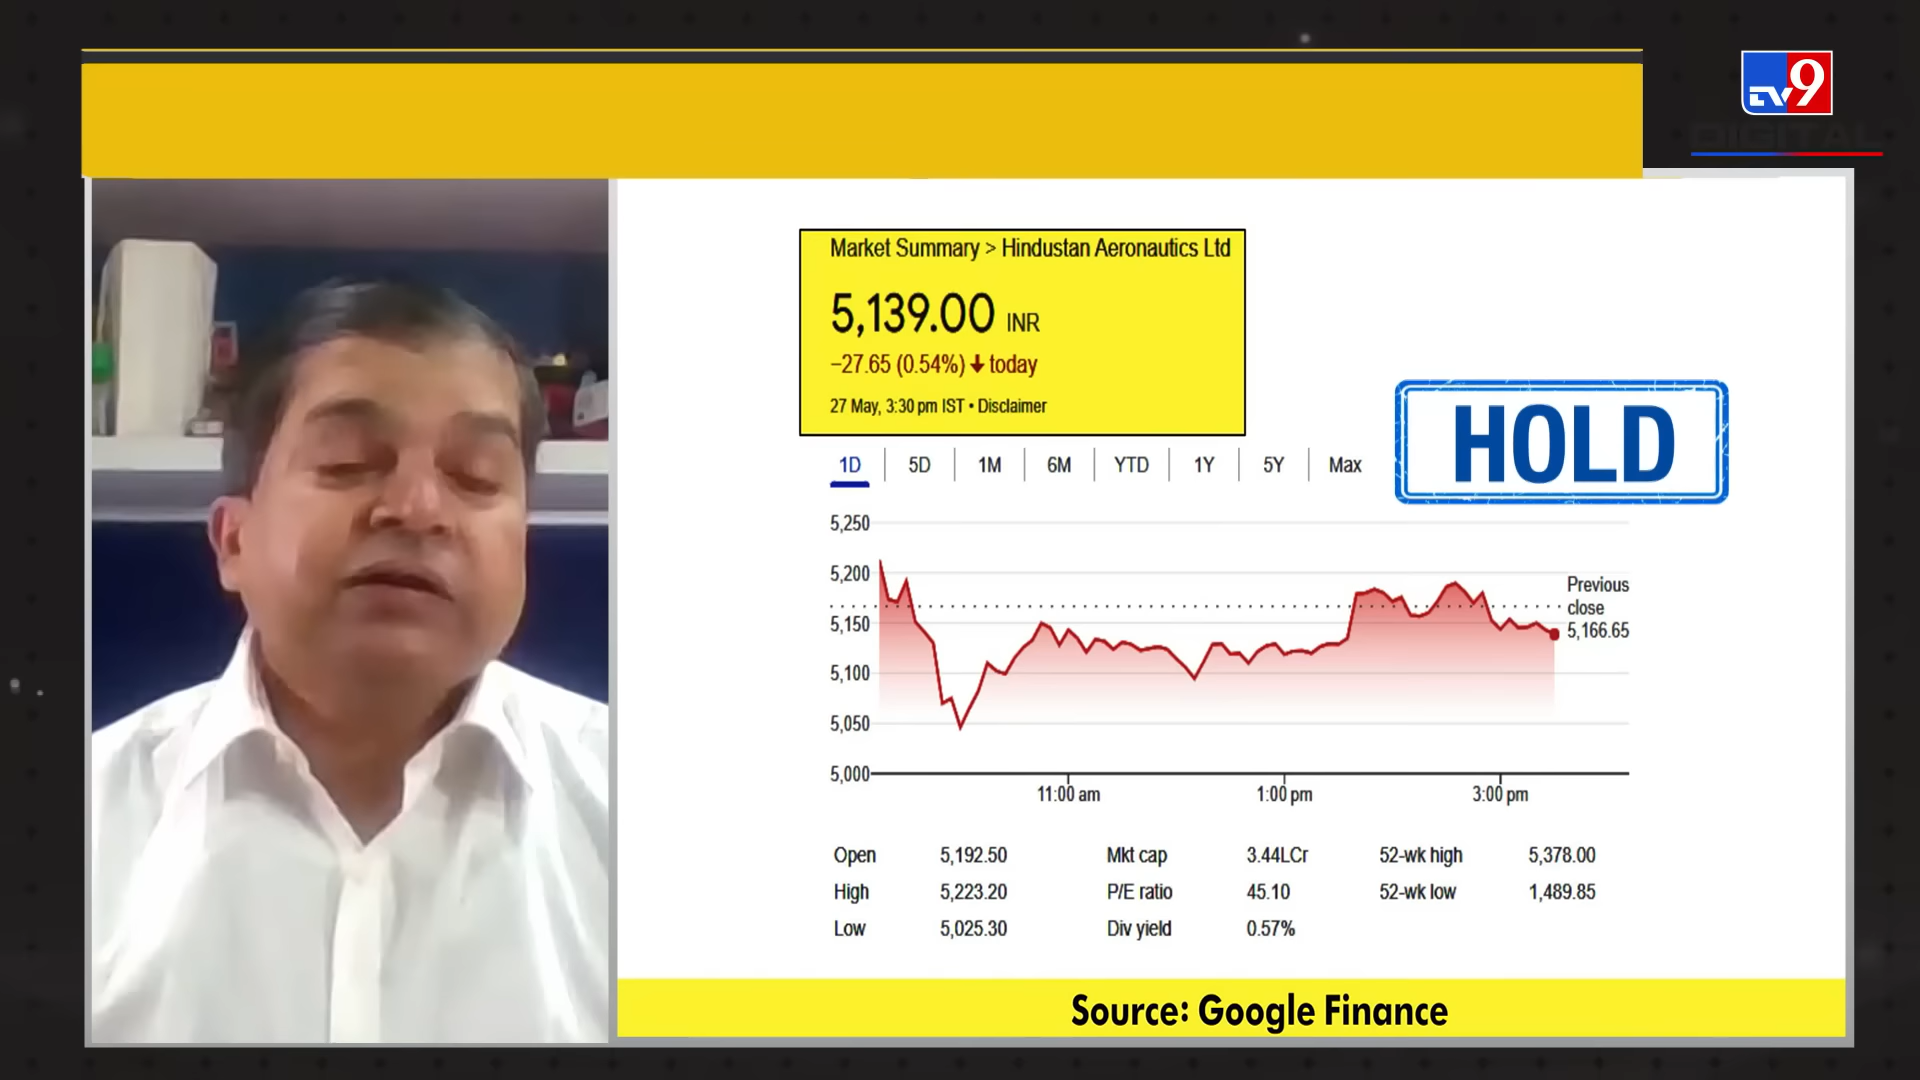 TV9
DIGITAL
Market Summary > Hindustan Aeronautics Ltd
5,139.00 INR
−27.65 (0.54%) ↓ today
27 May, 3:30 pm IST • Disclaimer
1D 5D 1M 6M YTD 1Y 5Y Max
HOLD
5,250
5,200
5,150
5,100
5,050
5,000
Previous
close
5,166.65
11:00 am 1:00 pm 3:00 pm
Open 5,192.50 Mkt cap 3.44LCr 52-wk high 5,378.00
High 5,223.20 P/E ratio 45.10 52-wk low 1,489.85
Low 5,025.30 Div yield 0.57%
Source: Google Finance